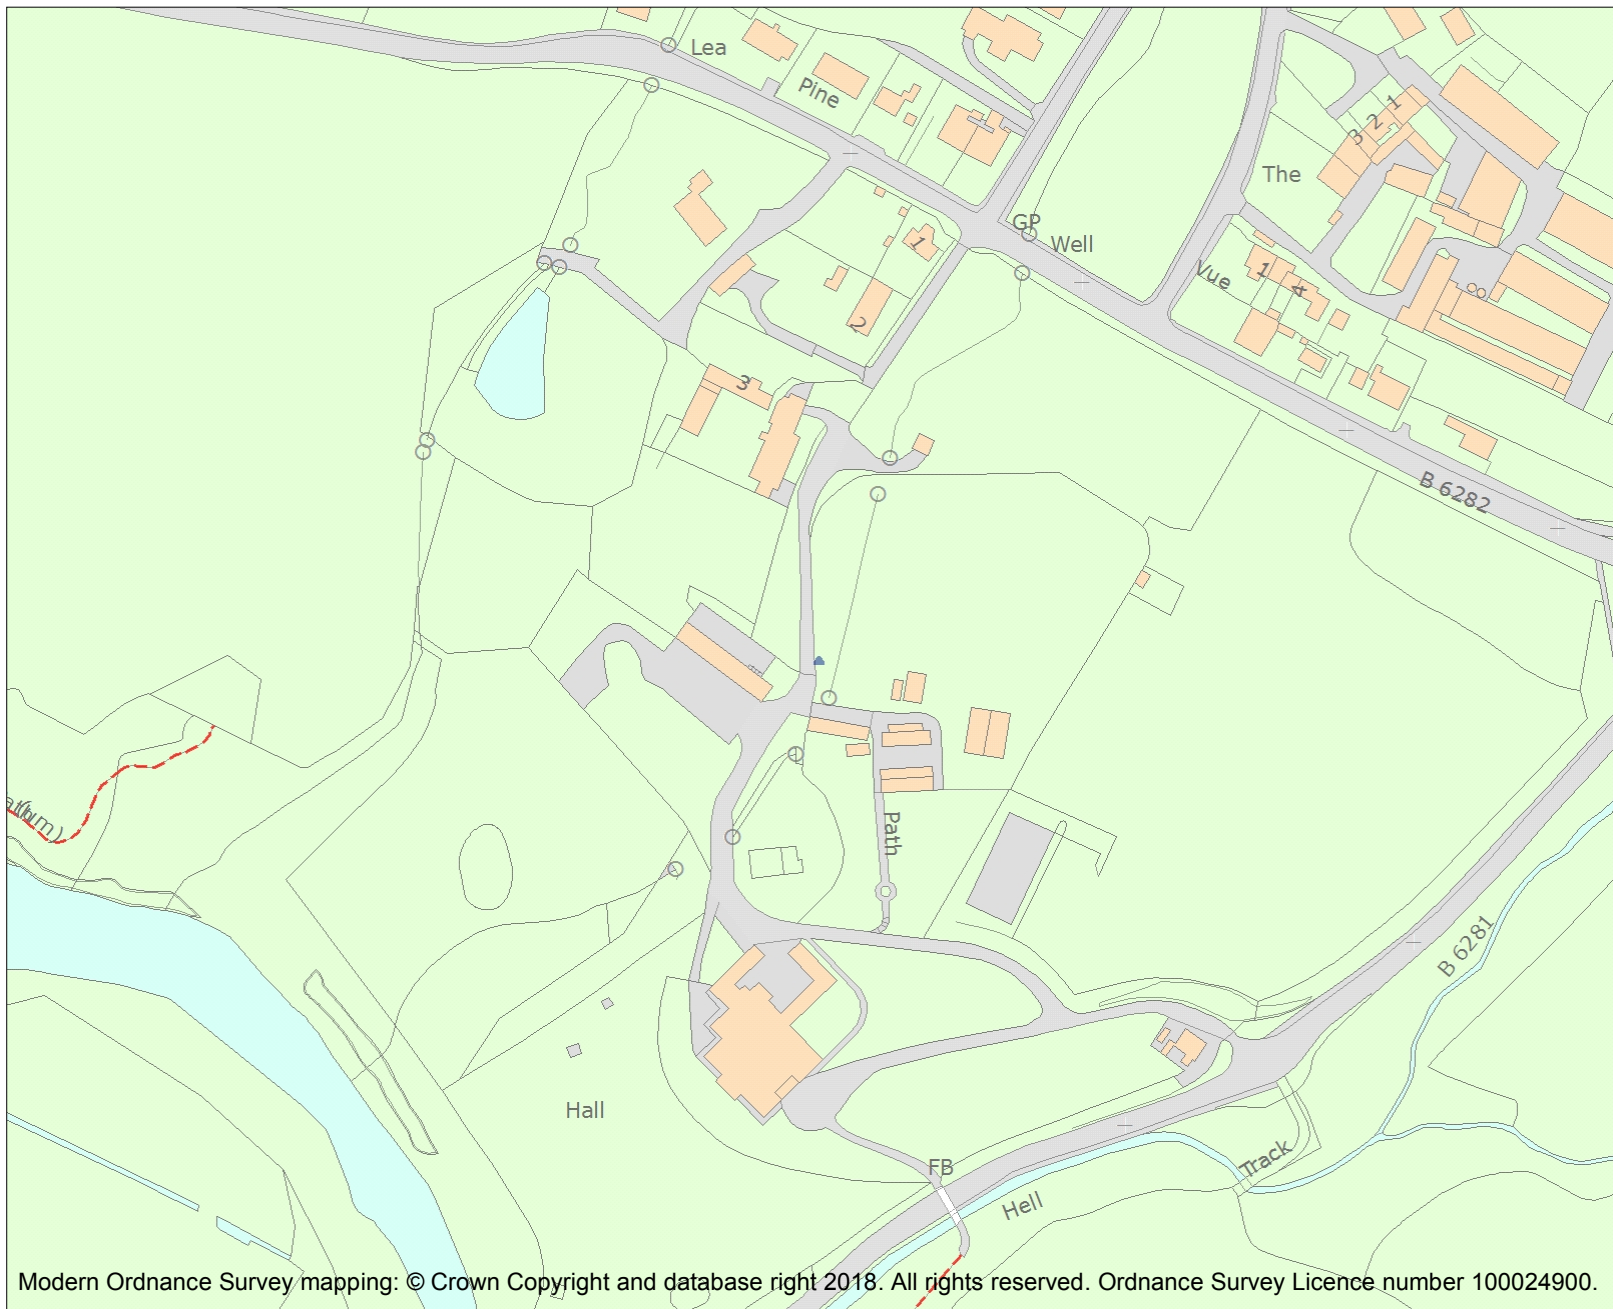 Lea
Pine
1
2
3
The
GP
Well
1
Vue
1
4
8
2
3
B 6282
Path
B 6281
Hall
FB
Hell
Track
Modern Ordnance Survey mapping: © Crown Copyright and database right 2018. All rights reserved. Ordnance Survey Licence number 100024900.